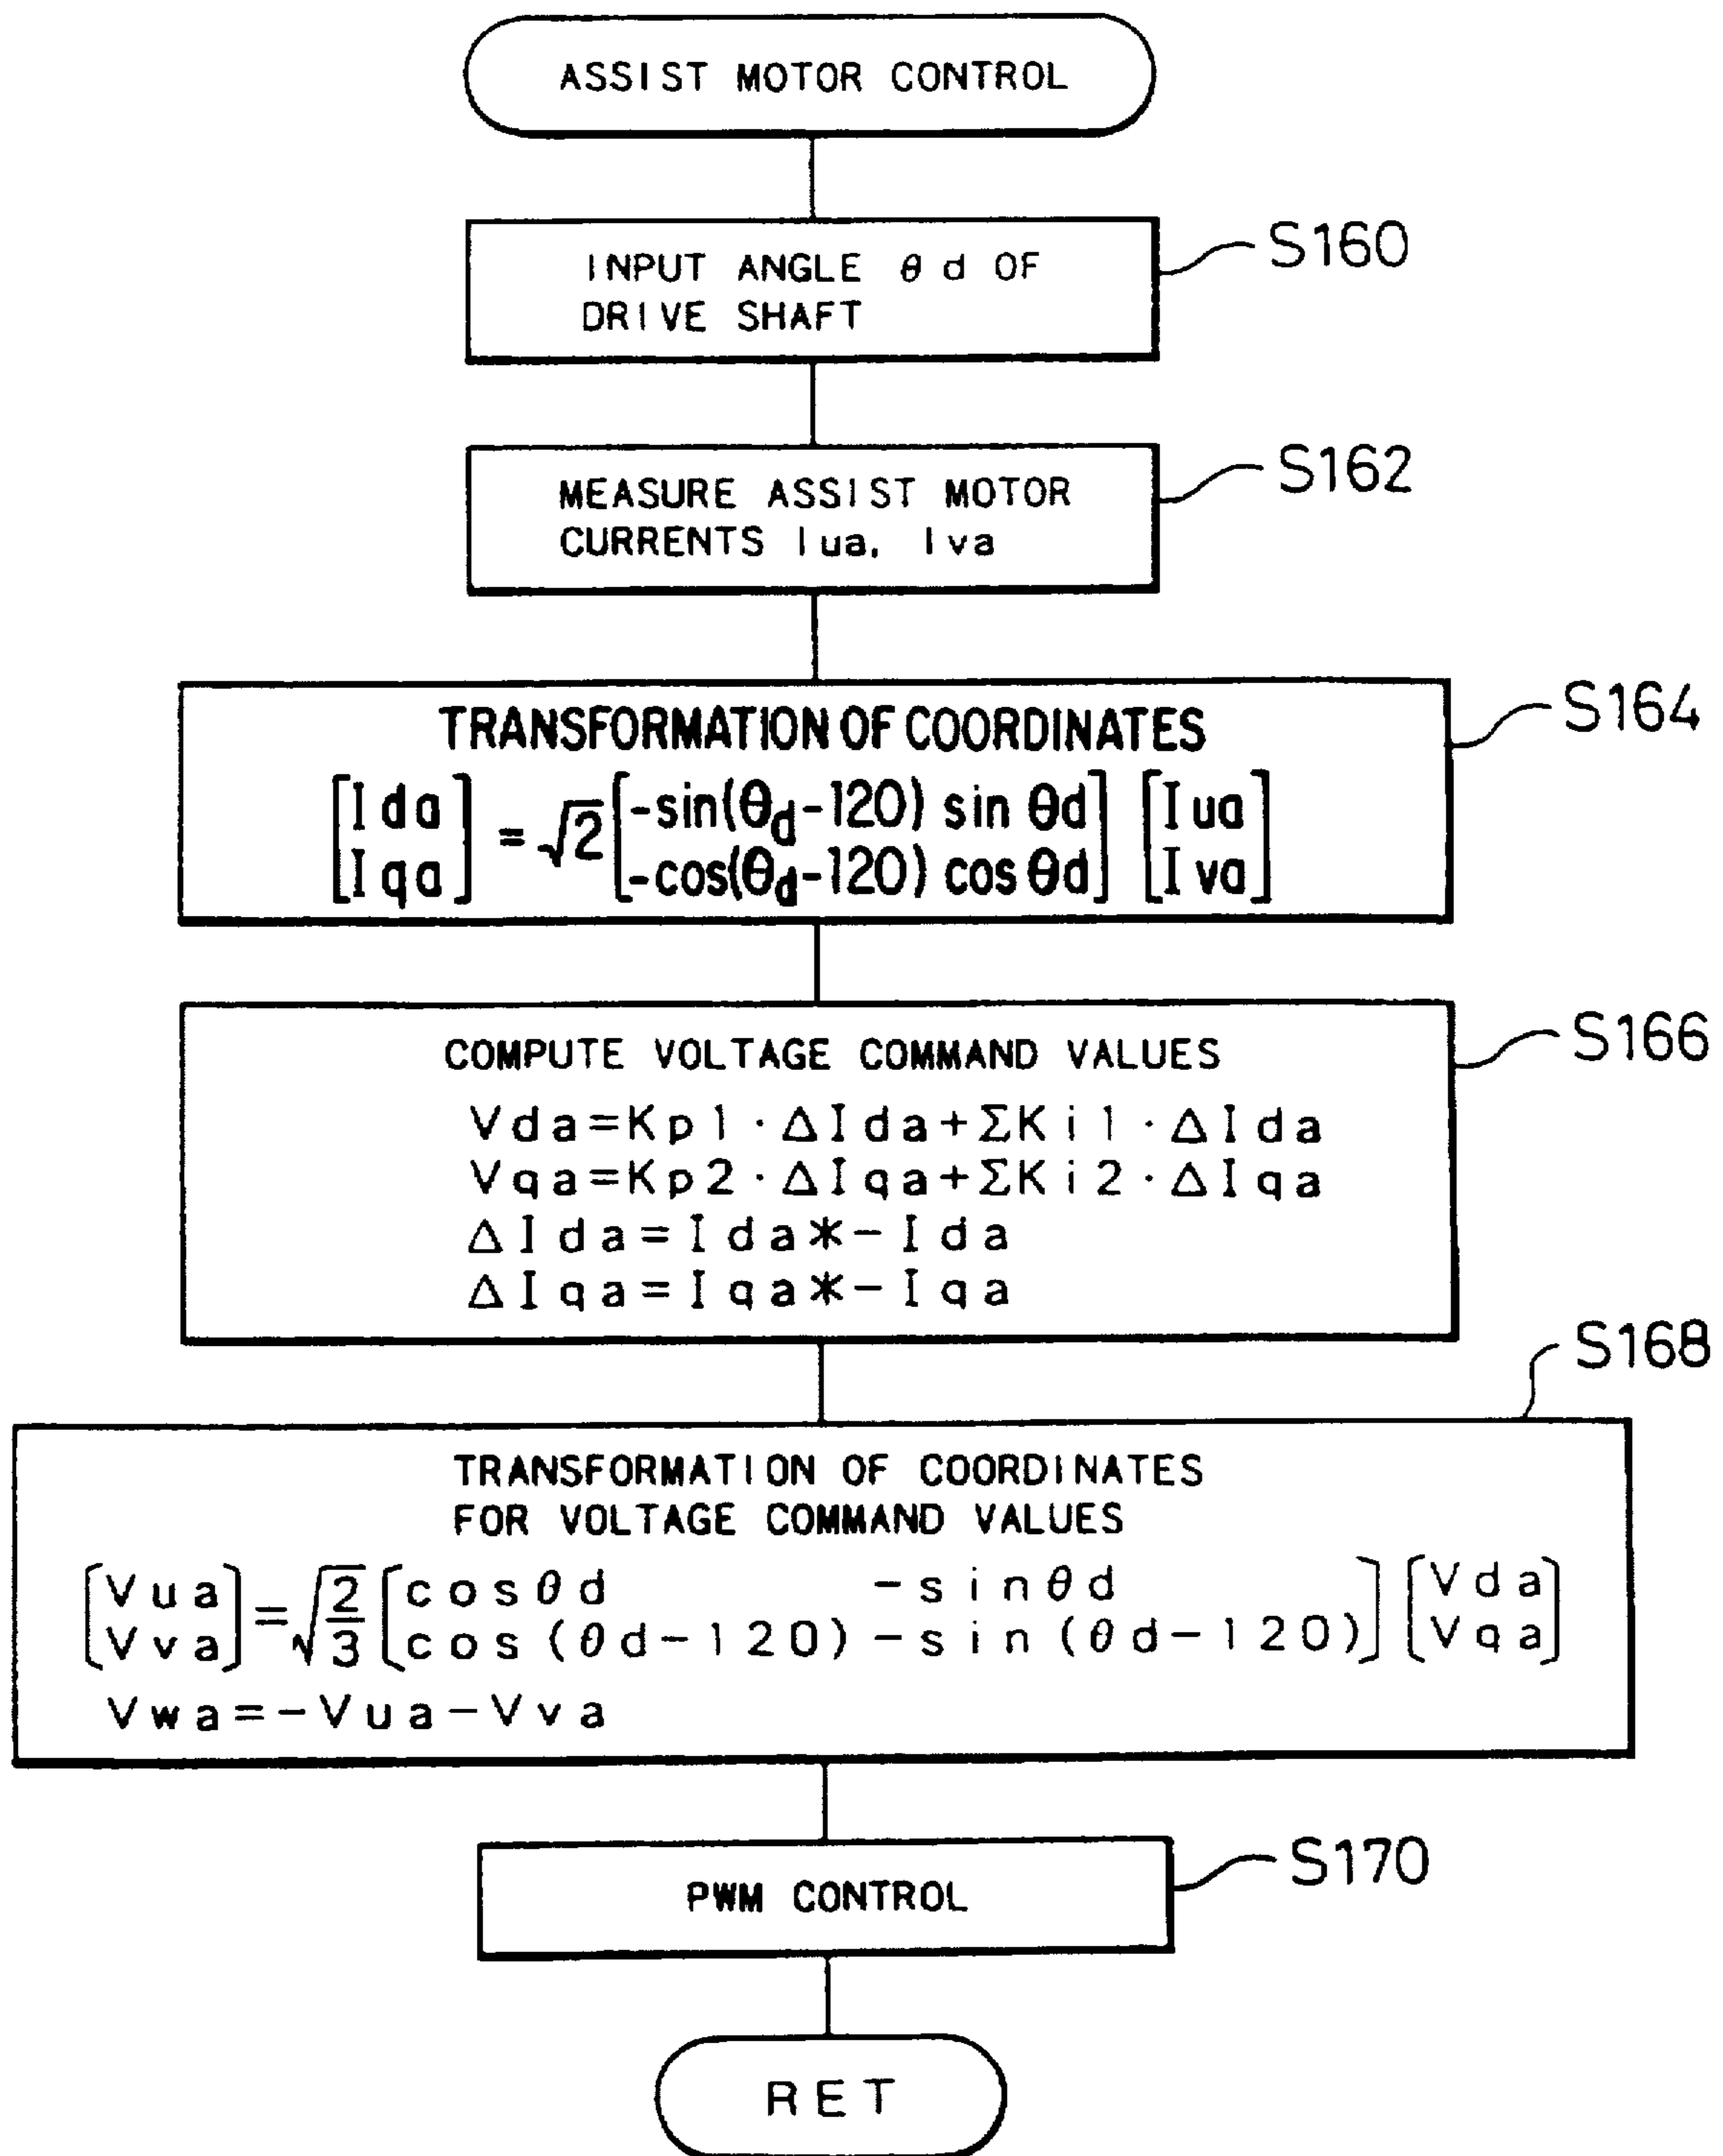 ASSIST MOTOR CONTROL
INPUT ANGLE θd OF
DRIVE SHAFT
S160
MEASURE ASSIST MOTOR
CURRENTS Iua, Iva
S162
TRANSFORMATION OF COORDINATES
[Ida] = √2 [-sin(θd-120) sin θd] [Iua]
[Iqa] [-cos(θd-120) cos θd] [Iva]
S164
COMPUTE VOLTAGE COMMAND VALUES
Vda=Kp1·ΔIda+ΣKi1·ΔIda
Vqa=Kp2·ΔIqa+ΣKi2·ΔIqa
ΔIda=Ida*-Ida
ΔIqa=Iqa*-Iqa
S166
TRANSFORMATION OF COORDINATES
FOR VOLTAGE COMMAND VALUES
[Vua] = √2/3 [cosθd -sinθd] [Vda]
[Vva] [cos(θd-120) -sin(θd-120)] [Vqa]
Vwa=-Vua-Vva
S168
PWM CONTROL
S170
RET